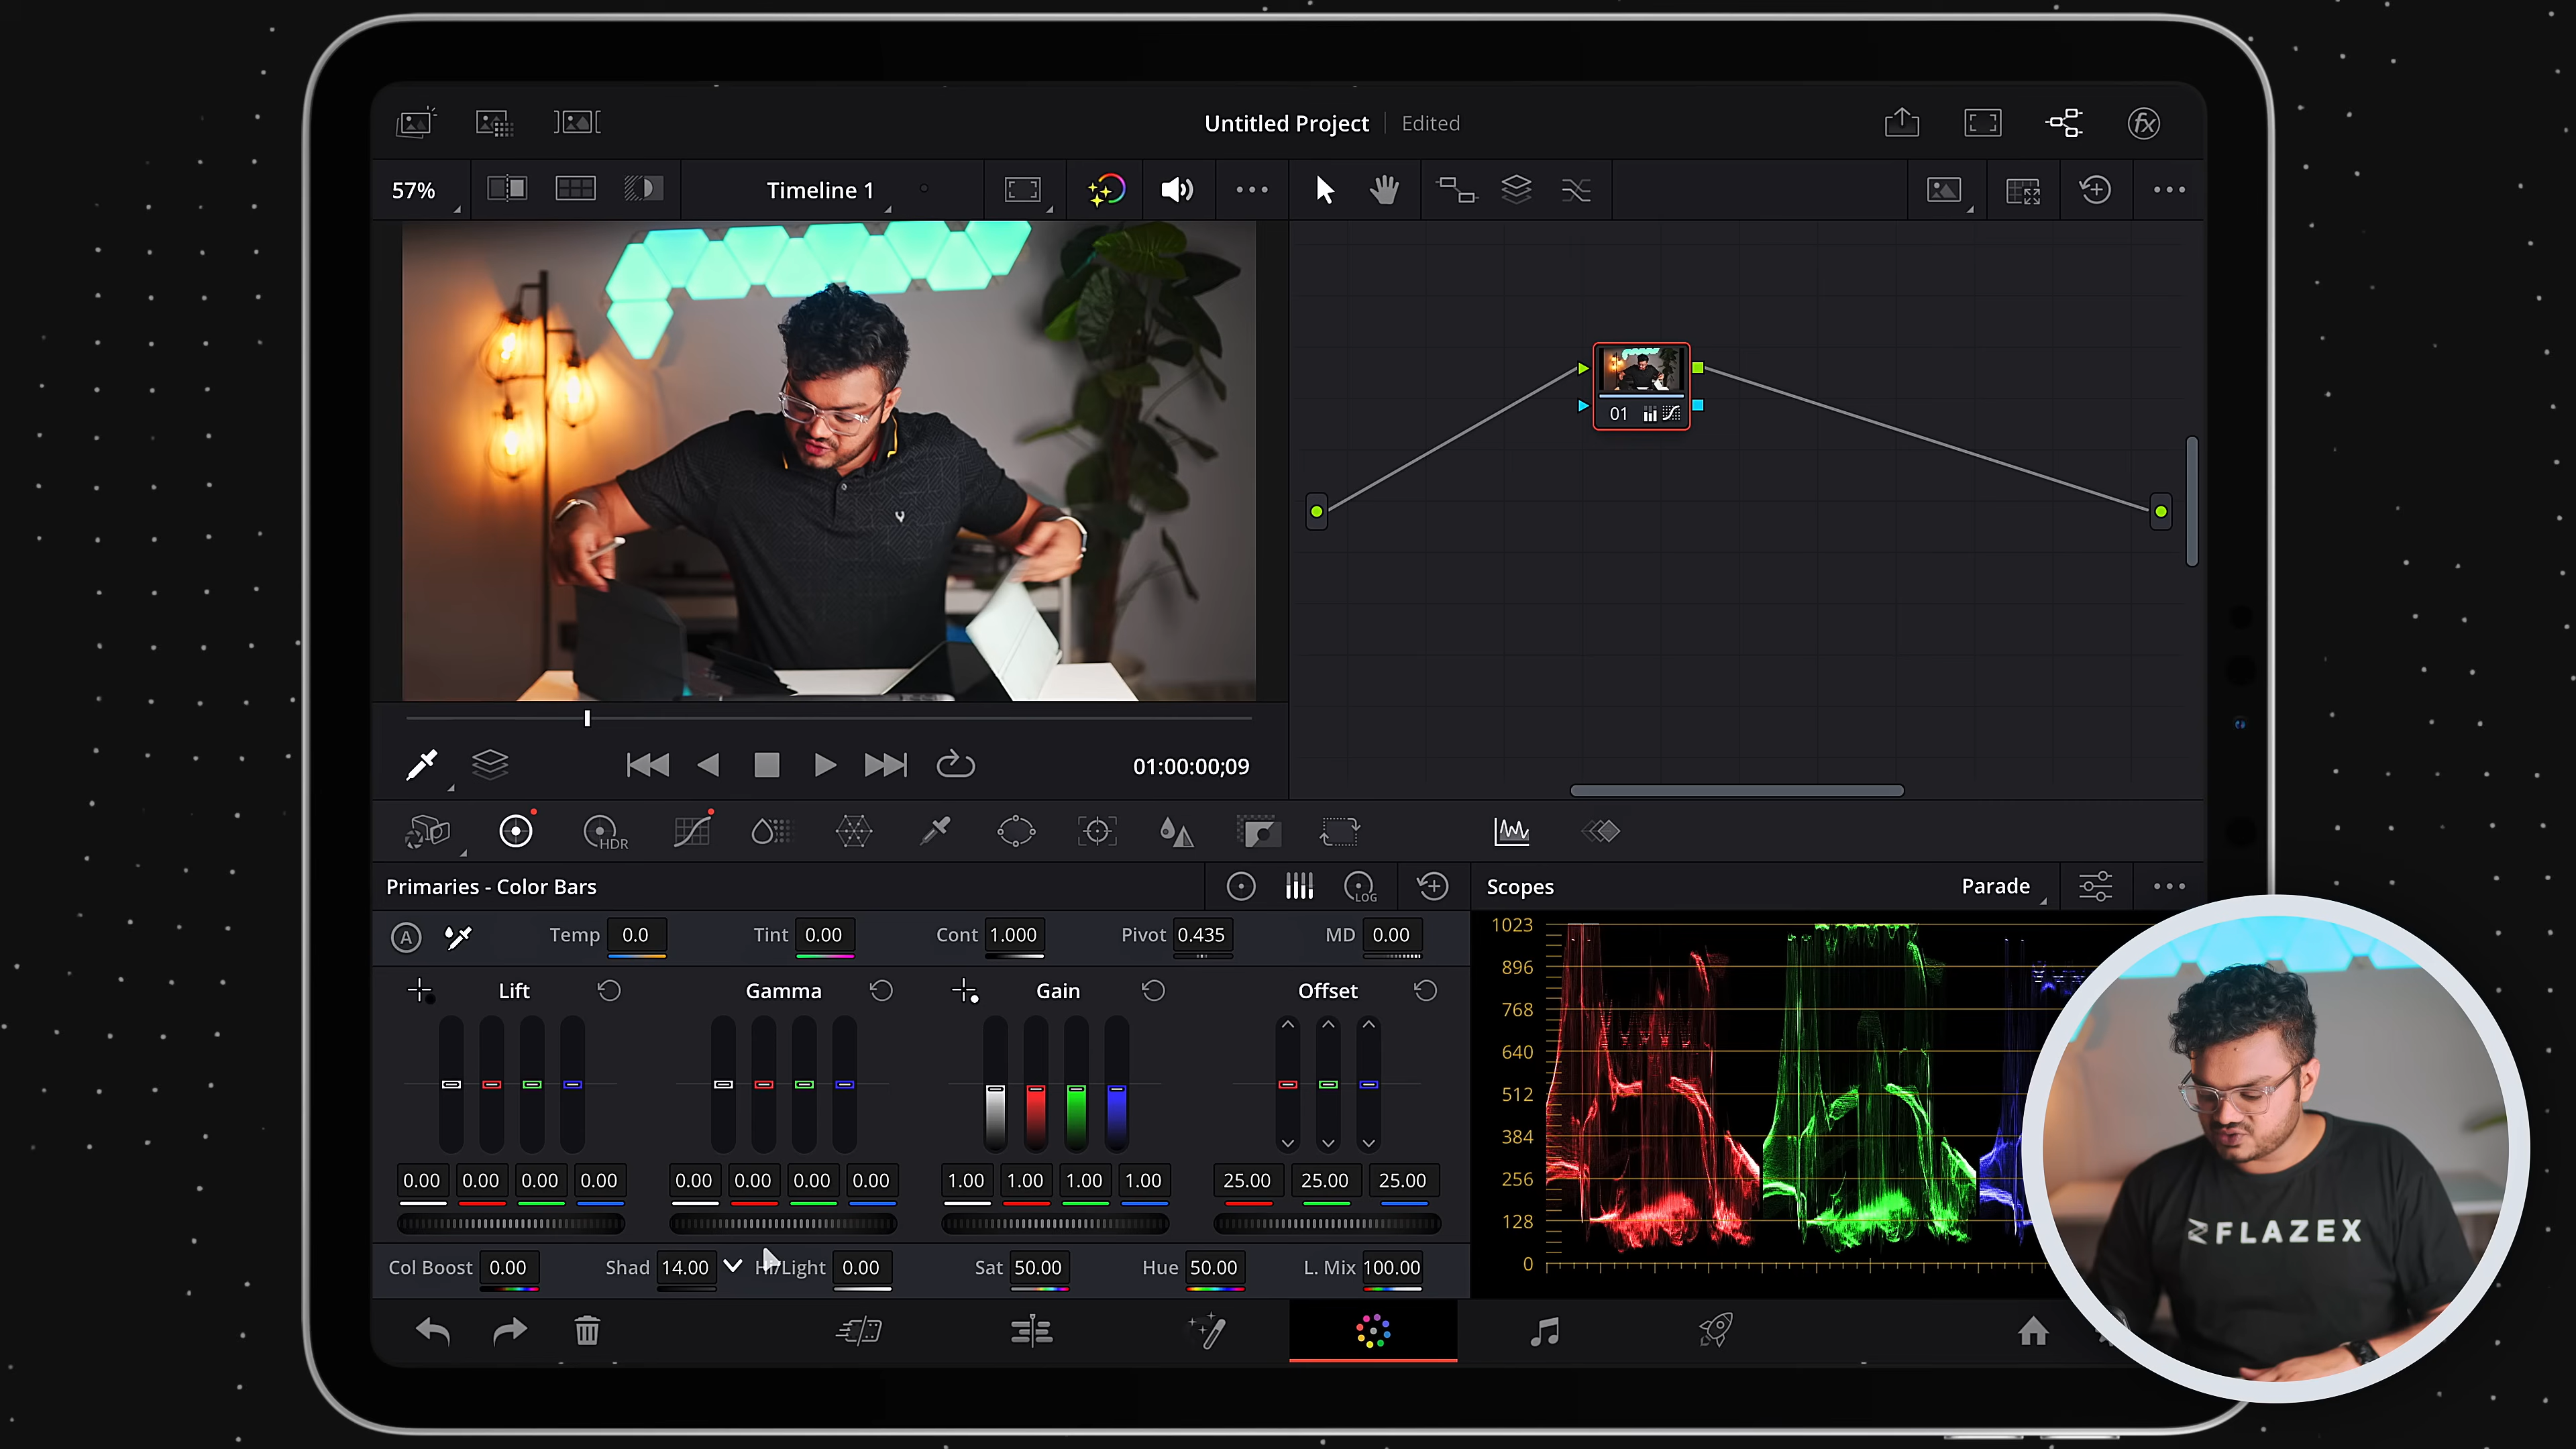 Untitled Project Edited
57% Timeline 1
01
01:00:00;09
HDR
Primaries - Color Bars
LOG
Scopes Parade
A Temp 0.0 Tint 0.00 Cont 1.000 Pivot 0.435 MD 0.00
Lift Gamma Gain Offset
0.00 0.00 0.00 0.00 0.00 0.00 0.00 0.00 1.00 1.00 1.00 1.00 25.00 25.00 25.00
Col Boost 0.00 Shad 14.00 Hi/Light 0.00 Sat 50.00 Hue 50.00 L. Mix 100.00
1023
896
768
640
512
384
256
128
0
fx
FLAZEX